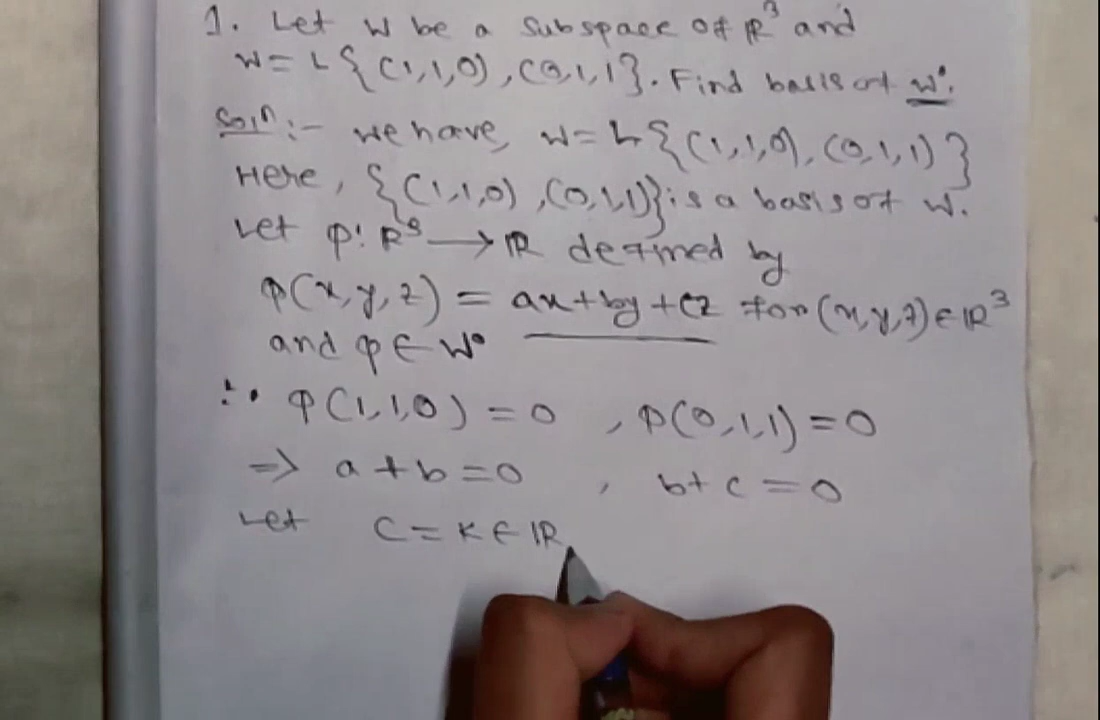 1. Let W be a subspace of ℝ³ and
W = L{(1,1,0), (0,1,1}. Find basis of W°.
Solⁿ:- we have, W = L{(1,1,0), (0,1,1)}
Here, {(1,1,0), (0,1,1)} is a basis of W.
Let φ: ℝ³ → ℝ defined by
φ(x,y,z) = ax+by+cz for (x,y,z) ∈ ℝ³
and φ ∈ W°
∴ φ(1,1,0) = 0 , φ(0,1,1) = 0
⇒ a+b=0 , b+c=0
Let c = k ∈ ℝ